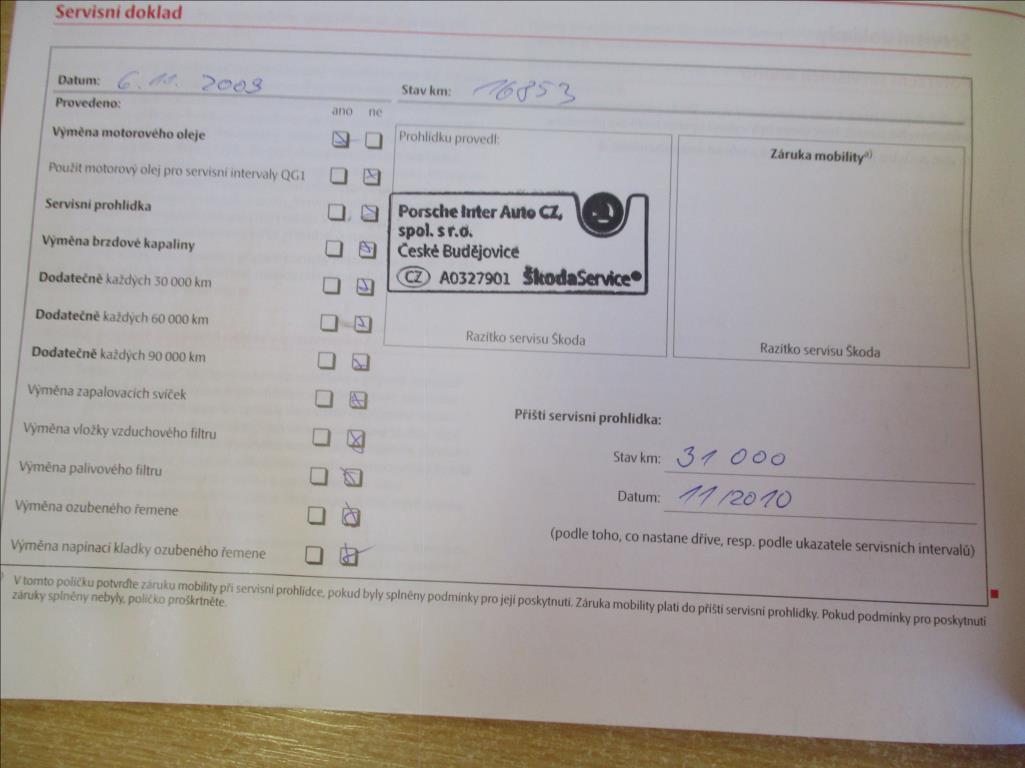 Servisní doklad
Datum: 6.11. 2009
Stav km: 16853
Provedeno:
ano ne
Výměna motorového oleje
Použit motorový olej pro servisní intervaly QG1
Servisní prohlídka
Výměna brzdové kapaliny
Dodatečně každých 30 000 km
Dodatečně každých 60 000 km
Dodatečně každých 90 000 km
Výměna zapalovacích svíček
Výměna vložky vzduchového filtru
Výměna palivového filtru
Výměna ozubeného řemene
Výměna napínací kladky ozubeného řemene
Prohlídku provedl:
Porsche Inter Auto CZ,
spol. s r.o.
České Budějovice
CZ A0327901 ŠkodaService®
Razítko servisu Škoda
Záruka mobilityᵃ⁾
Razítko servisu Škoda
Příští servisní prohlídka:
Stav km: 31 000
Datum: 11/2010
(podle toho, co nastane dříve, resp. podle ukazatele servisních intervalů)
V tomto políčku potvrďte záruku mobility při servisní prohlídce, pokud byly splněny podmínky pro její poskytnutí. Záruka mobility platí do příští servisní prohlídky. Pokud podmínky pro poskytnutí
záruky splněny nebyly, políčko proškrtněte.